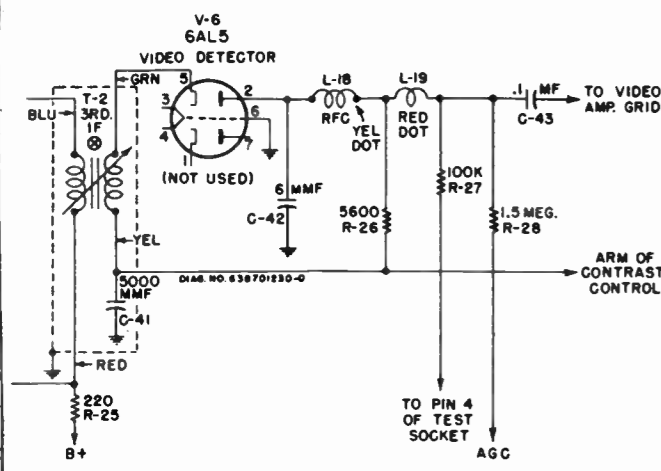 V-6
6AL5
VIDEO DETECTOR
5
GRN
T-2
3RD.
IF
BLU
3
4
2
6
7
1
(NOT USED)
L-18
RFC
YEL
DOT
L-19
RED
DOT
.1 MF
C-43
TO VIDEO
AMP. GRID
6 MMF
C-42
100K
R-27
5600
R-26
1.5 MEG.
R-28
YEL
5000
MMF
C-41
DIAG. NO. 638701230-0
ARM OF
CONTRAST
CONTROL
RED
220
R-25
B+
TO PIN 4
OF TEST
SOCKET
AGC